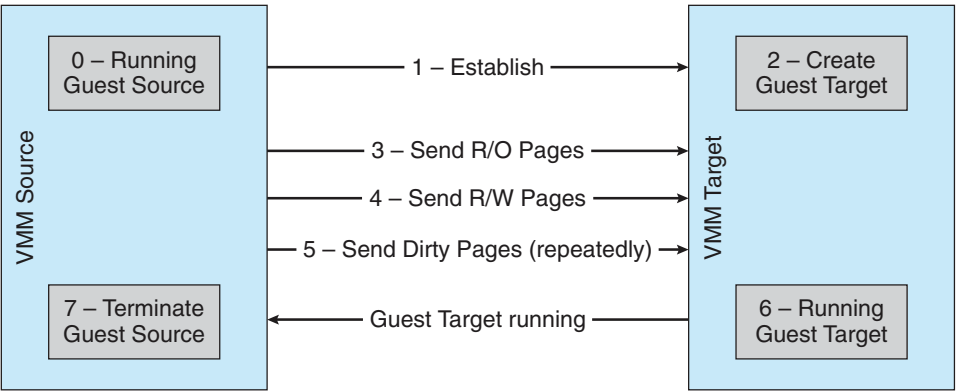 0 – Running
Guest Source
1 – Establish
2 – Create
Guest Target
VMM Source
3 – Send R/O Pages
VMM Target
4 – Send R/W Pages
5 – Send Dirty Pages (repeatedly)
7 – Terminate
Guest Source
Guest Target running
6 – Running
Guest Target